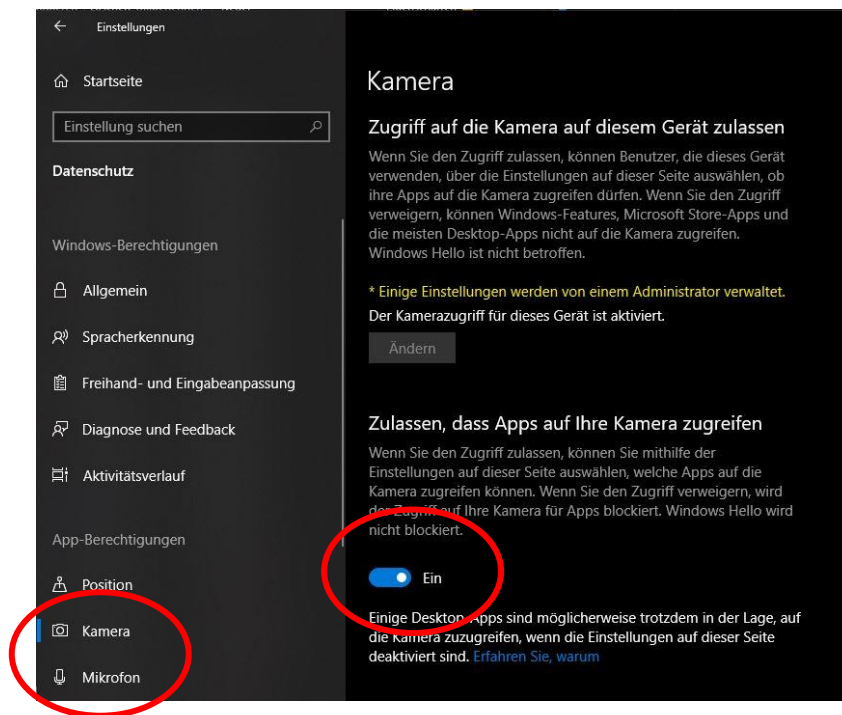 Einstellungen
Startseite
Einstellung suchen
Datenschutz
Windows-Berechtigungen
Allgemein
Spracherkennung
Freihand- und Eingabeanpassung
Diagnose und Feedback
Aktivitätsverlauf
App-Berechtigungen
Position
Kamera
Mikrofon
Kamera
Zugriff auf die Kamera auf diesem Gerät zulassen
Wenn Sie den Zugriff zulassen, können Benutzer, die dieses Gerät
verwenden, über die Einstellungen auf dieser Seite auswählen, ob
ihre Apps auf die Kamera zugreifen dürfen. Wenn Sie den Zugriff
verweigern, können Windows-Features, Microsoft Store-Apps und
die meisten Desktop-Apps nicht auf die Kamera zugreifen.
Windows Hello ist nicht betroffen.
* Einige Einstellungen werden von einem Administrator verwaltet.
Der Kamerazugriff für dieses Gerät ist aktiviert.
Ändern
Zulassen, dass Apps auf Ihre Kamera zugreifen
Wenn Sie den Zugriff zulassen, können Sie mithilfe der
Einstellungen auf dieser Seite auswählen, welche Apps auf die
Kamera zugreifen können. Wenn Sie den Zugriff verweigern, wird
der Zugriff auf Ihre Kamera für Apps blockiert. Windows Hello wird
nicht blockiert.
Ein
Einige Desktop-Apps sind möglicherweise trotzdem in der Lage, auf
die Kamera zuzugreifen, wenn die Einstellungen auf dieser Seite
deaktiviert sind. Erfahren Sie, warum